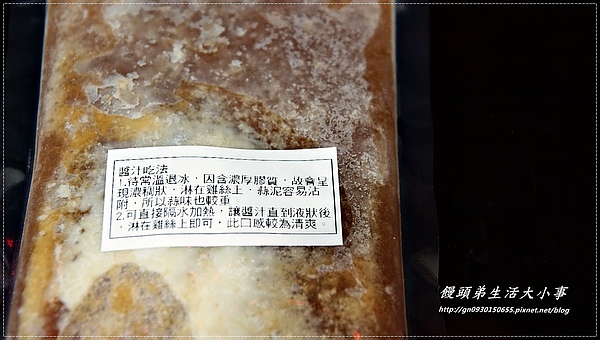 醬汁吃法
1.待常溫退冰，因含濃厚膠質，故會呈
現濃稠狀，淋在雞絲上，蒜泥容易沾
附，所以蒜味也較重。
2.可直接隔水加熱，讓醬汁直到液狀後
，淋在雞絲上即可，此口感較為清爽。
饅頭弟生活大小事
http://gn0930150655.pixnet.net/blog